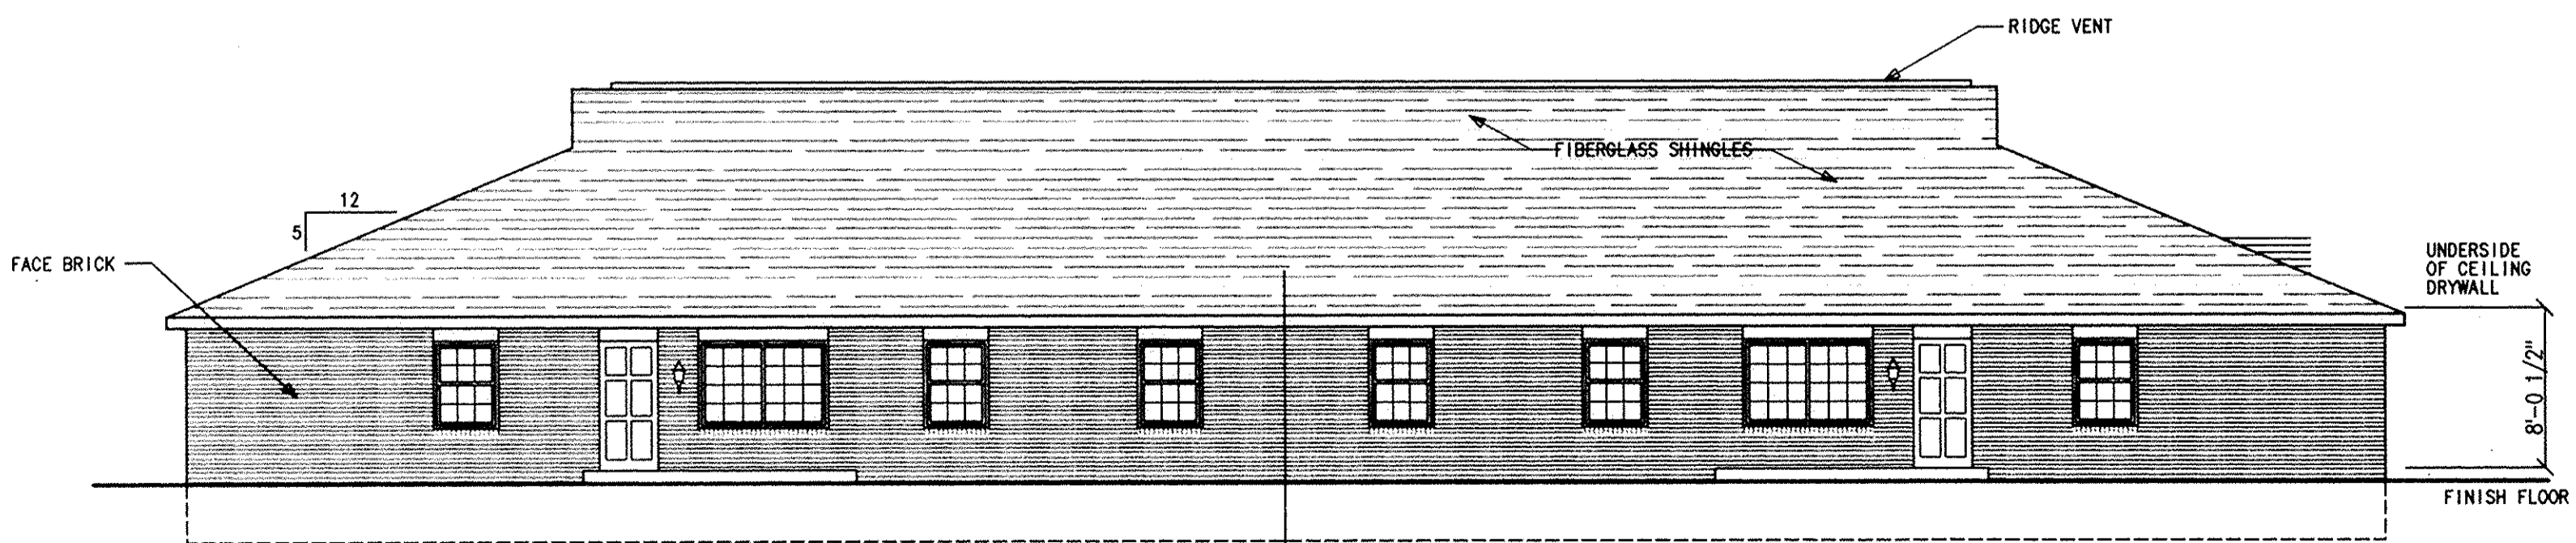 RIDGE VENT
FIBERGLASS SHINGLES
12
5
FACE BRICK
UNDERSIDE
OF CEILING
DRYWALL
8'-0 1/2"
FINISH FLOOR